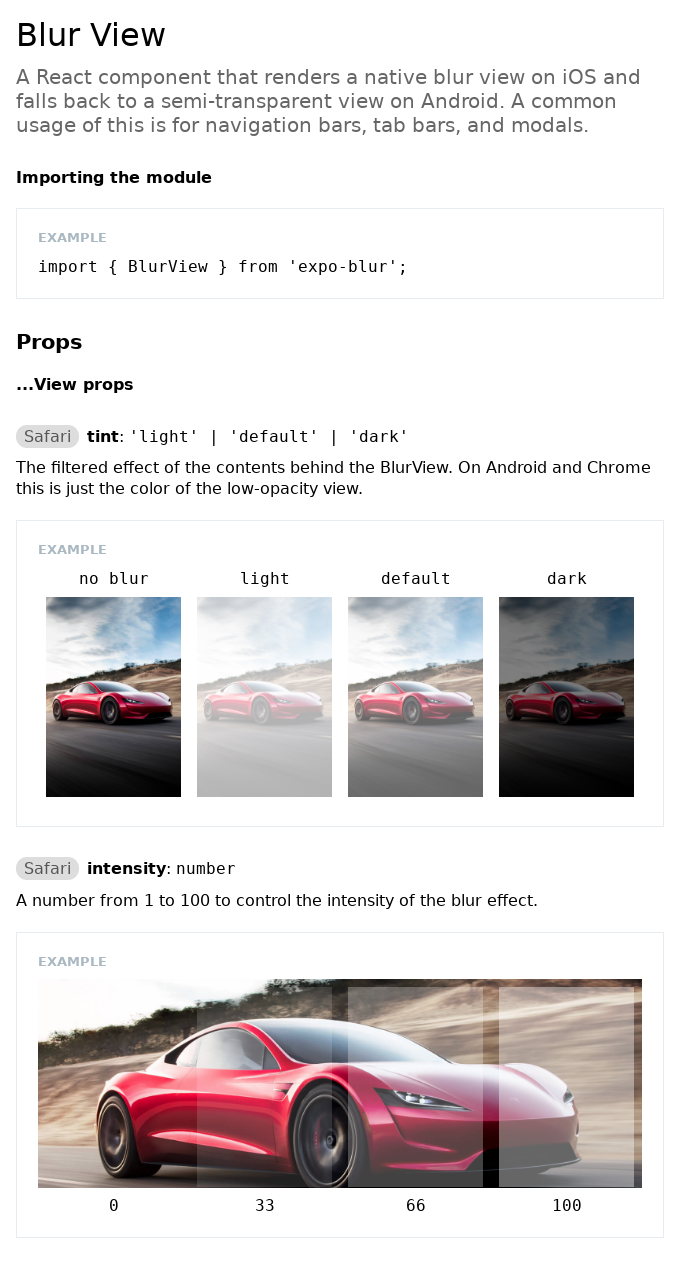 Blur View
A React component that renders a native blur view on iOS and
falls back to a semi-transparent view on Android. A common
usage of this is for navigation bars, tab bars, and modals.
Importing the module
EXAMPLE
import { BlurView } from 'expo-blur';
Props
...View props
Safari tint: 'light' | 'default' | 'dark'
The filtered effect of the contents behind the BlurView. On Android and Chrome
this is just the color of the low-opacity view.
EXAMPLE
no blur light default dark
Safari intensity: number
A number from 1 to 100 to control the intensity of the blur effect.
EXAMPLE
0 33 66 100